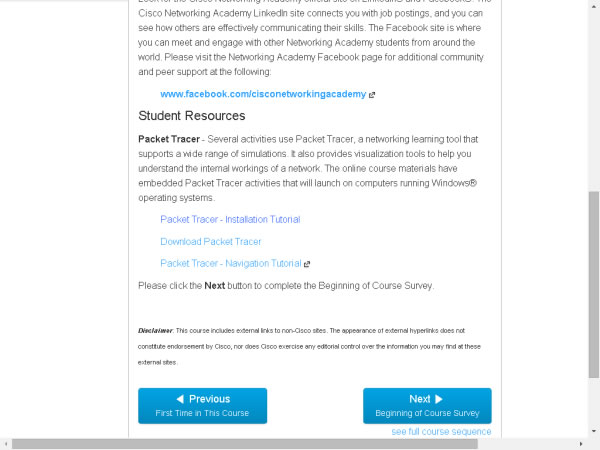 Look for the Cisco Networking Academy official site on LinkedIn® and Facebook®. The
Cisco Networking Academy LinkedIn site connects you with job postings, and you can
see how others are effectively communicating their skills. The Facebook site is where
you can meet and engage with other Networking Academy students from around the
world. Please visit the Networking Academy Facebook page for additional community
and peer support at the following:
www.facebook.com/cisconetworkingacademy
Student Resources
Packet Tracer - Several activities use Packet Tracer, a networking learning tool that
supports a wide range of simulations. It also provides visualization tools to help you
understand the internal workings of a network. The online course materials have
embedded Packet Tracer activities that will launch on computers running Windows®
operating systems.
Packet Tracer - Installation Tutorial
Download Packet Tracer
Packet Tracer - Navigation Tutorial
Please click the Next button to complete the Beginning of Course Survey.
Disclaimer: This course includes external links to non-Cisco sites. The appearance of external hyperlinks does not
constitute endorsement by Cisco, nor does Cisco exercise any editorial control over the information you may find at these
external sites.
Previous
First Time in This Course
Next
Beginning of Course Survey
see full course sequence